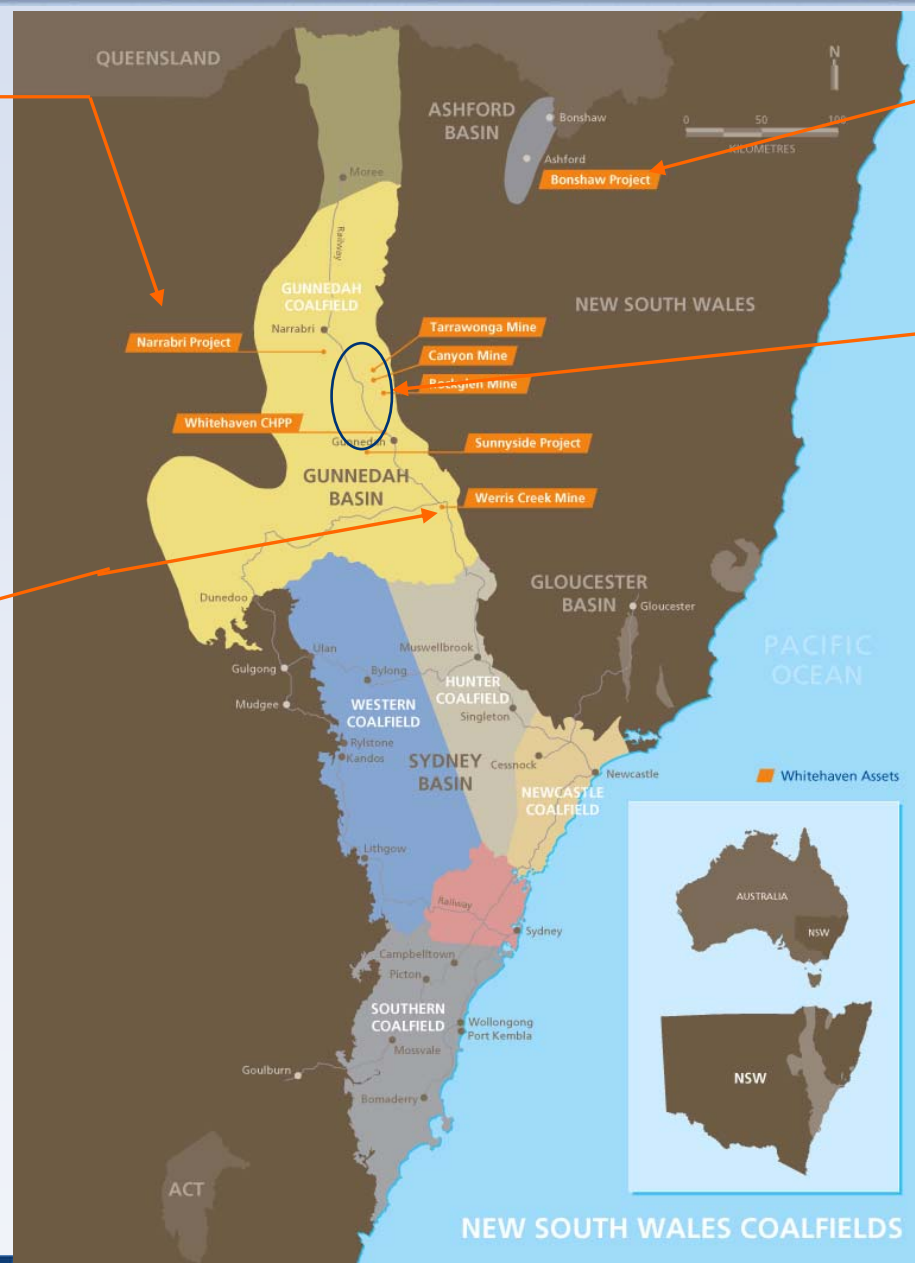 QUEENSLAND
N
ASHFORD
BASIN
Bonshaw
0 50 100
KILOMETRES
Ashford
Bonshaw Project
Moree
Railway
GUNNEDAH
COALFIELD
NEW SOUTH WALES
Narrabri
Tarrawonga Mine
Narrabri Project
Canyon Mine
Rockglen Mine
Whitehaven CHPP
Gunnedah
Sunnyside Project
GUNNEDAH
BASIN
Werris Creek Mine
GLOUCESTER
BASIN
Dunedoo
Gloucester
Ulan
Muswellbrook
PACIFIC
OCEAN
Gulgong
Bylong
HUNTER
COALFIELD
Mudgee
WESTERN
COALFIELD
Singleton
Rylstone
Kandos
SYDNEY
BASIN
Cessnock
Newcastle
Whitehaven Assets
NEWCASTLE
COALFIELD
Lithgow
AUSTRALIA
Railway
NSW
Sydney
Campbelltown
Picton
SOUTHERN
COALFIELD
Wollongong
Port Kembla
Mossvale
Goulburn
NSW
Bomaderry
ACT
NEW SOUTH WALES COALFIELDS